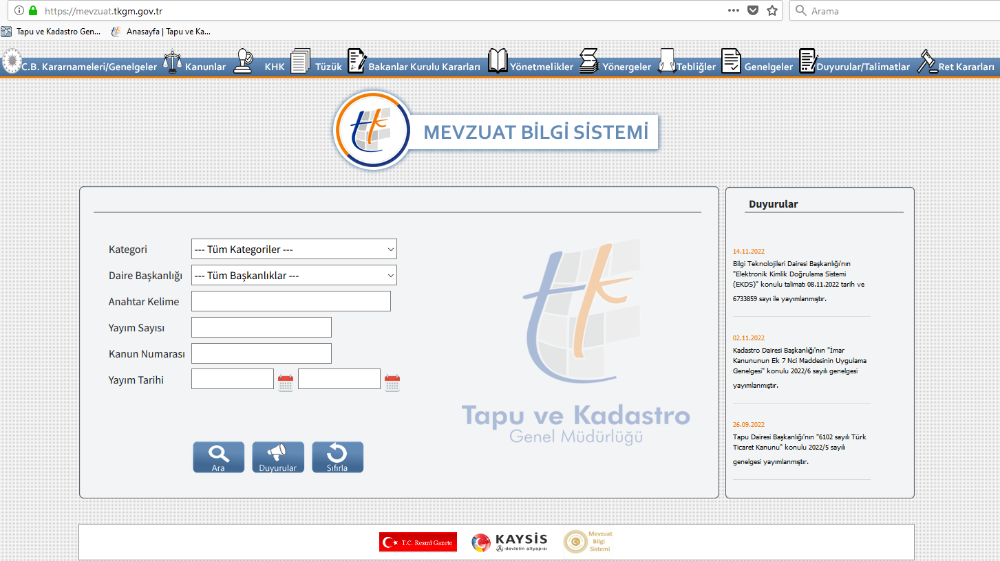 https://mevzuat.tkgm.gov.tr
Arama
Tapu ve Kadastro Gen...
Anasayfa | Tapu ve Ka...
C.B. Kararnameleri/Genelgeler
Kanunlar
KHK
Tüzük
Bakanlar Kurulu Kararları
Yönetmelikler
Yönergeler
Tebliğler
Genelgeler
Duyurular/Talimatlar
Ret Kararları
MEVZUAT BİLGİ SİSTEMİ
Kategori
--- Tüm Kategoriler ---
Daire Başkanlığı
--- Tüm Başkanlıklar ---
Anahtar Kelime
Yayım Sayısı
Kanun Numarası
Yayım Tarihi
Ara
Duyurular
Sıfırla
Tapu ve Kadastro
Genel Müdürlüğü
Duyurular
14.11.2022
Bilgi Teknolojileri Dairesi Başkanlığı'nın
"Elektronik Kimlik Doğrulama Sistemi
(EKDS)" konulu talimatı 08.11.2022 tarih ve
6733859 sayı ile yayımlanmıştır.
02.11.2022
Kadastro Dairesi Başkanlığı'nın "İmar
Kanununun Ek 7 Nci Maddesinin Uygulama
Genelgesi" konulu 2022/6 sayılı genelgesi
yayımlanmıştır.
26.09.2022
Tapu Dairesi Başkanlığı'nın "6102 sayılı Türk
Ticaret Kanunu" konulu 2022/5 sayılı
genelgesi yayımlanmıştır.
T.C. Resmî Gazete
KAYSİS
-devletin altyapısı
Mevzuat
Bilgi
Sistemi